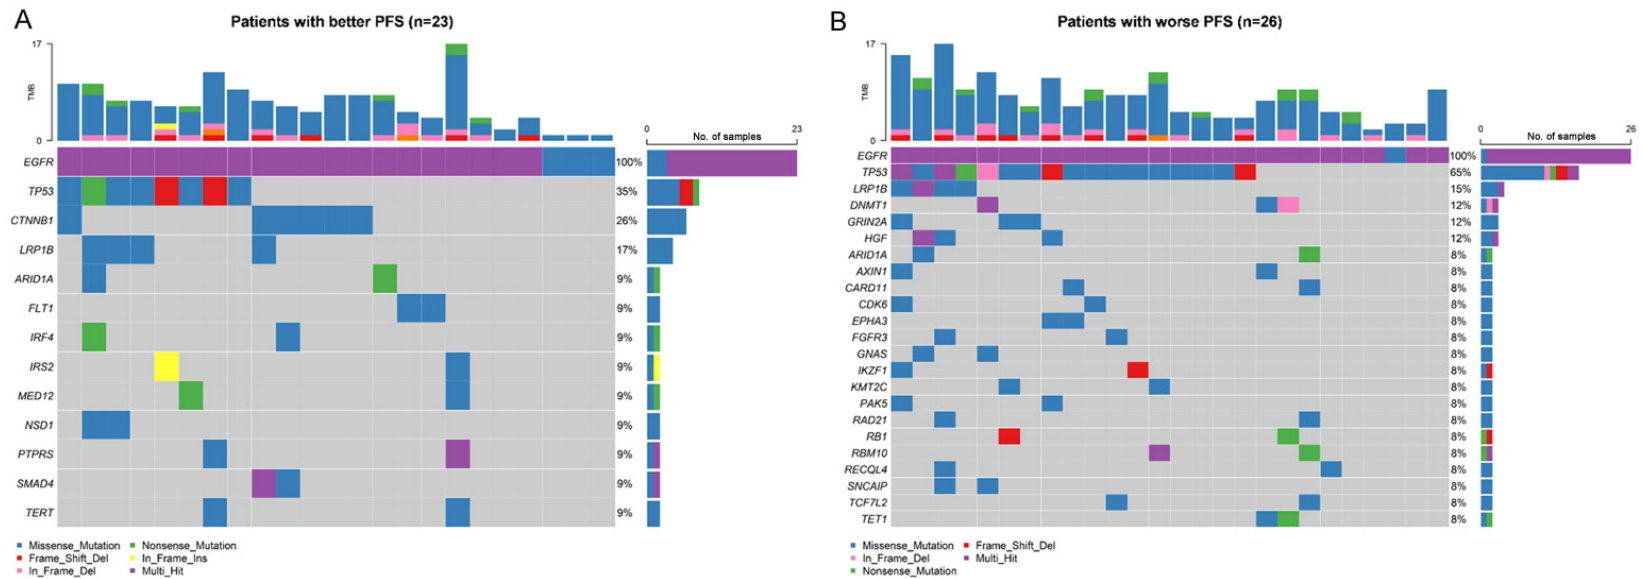 A
Patients with better PFS (n=23)
17
TMB
0
0 23
No. of samples
EGFR 100%
TP53 35%
CTNNB1 26%
LRP1B 17%
ARID1A 9%
FLT1 9%
IRF4 9%
IRS2 9%
MED12 9%
NSD1 9%
PTPRS 9%
SMAD4 9%
TERT 9%
Missense_Mutation Nonsense_Mutation
Frame_Shift_Del In_Frame_Ins
In_Frame_Del Multi_Hit
B
Patients with worse PFS (n=26)
17
TMB
0
0 26
No. of samples
EGFR 100%
TP53 65%
LRP1B 15%
DNMT1 12%
GRIN2A 12%
HGF 12%
ARID1A 8%
AXIN1 8%
CARD11 8%
CDK6 8%
EPHA3 8%
FGFR3 8%
GNAS 8%
IKZF1 8%
KMT2C 8%
PAK5 8%
RAD21 8%
RB1 8%
RBM10 8%
RECQL4 8%
SNCAIP 8%
TCF7L2 8%
TET1 8%
Missense_Mutation Frame_Shift_Del
In_Frame_Del Multi_Hit
Nonsense_Mutation